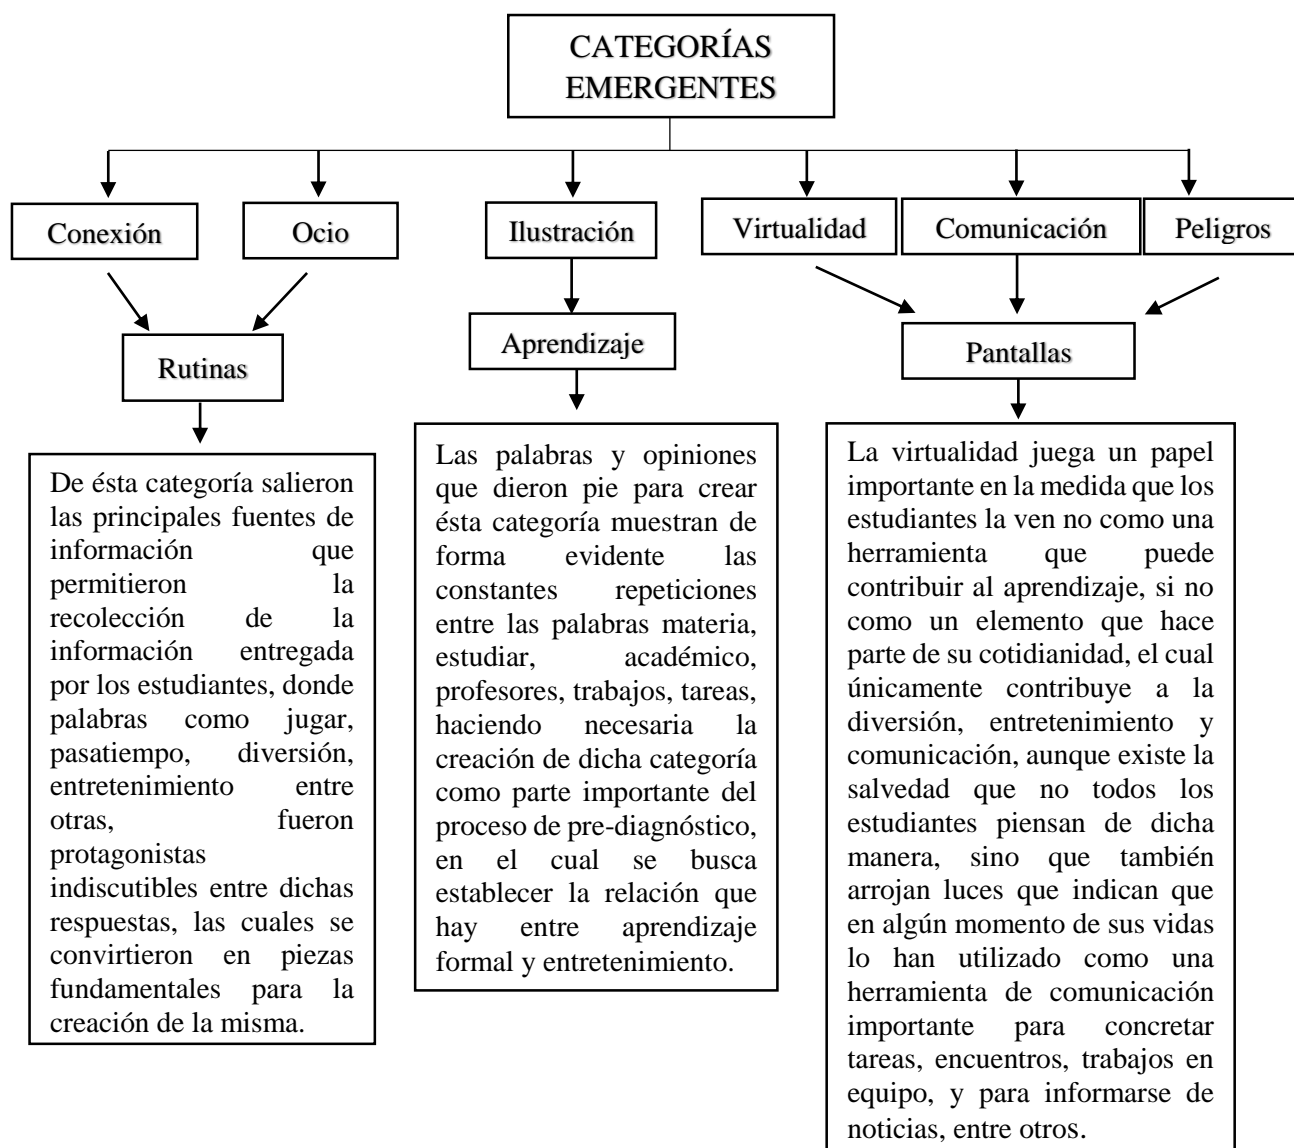 CATEGORÍAS
EMERGENTES
Conexión
Ocio
Ilustración
Virtualidad
Comunicación
Peligros
Rutinas
Aprendizaje
Pantallas
De ésta categoría salieron
las principales fuentes de
información que
permitieron la
recolección de la
información entregada
por los estudiantes, donde
palabras como jugar,
pasatiempo, diversión,
entretenimiento entre
otras, fueron
protagonistas
indiscutibles entre dichas
respuestas, las cuales se
convirtieron en piezas
fundamentales para la
creación de la misma.
Las palabras y opiniones
que dieron pie para crear
ésta categoría muestran de
forma evidente las
constantes repeticiones
entre las palabras materia,
estudiar, académico,
profesores, trabajos, tareas,
haciendo necesaria la
creación de dicha categoría
como parte importante del
proceso de pre-diagnóstico,
en el cual se busca
establecer la relación que
hay entre aprendizaje
formal y entretenimiento.
La virtualidad juega un papel
importante en la medida que los
estudiantes la ven no como una
herramienta que puede
contribuir al aprendizaje, si no
como un elemento que hace
parte de su cotidianidad, el cual
únicamente contribuye a la
diversión, entretenimiento y
comunicación, aunque existe la
salvedad que no todos los
estudiantes piensan de dicha
manera, sino que también
arrojan luces que indican que
en algún momento de sus vidas
lo han utilizado como una
herramienta de comunicación
importante para concretar
tareas, encuentros, trabajos en
equipo, y para informarse de
noticias, entre otros.